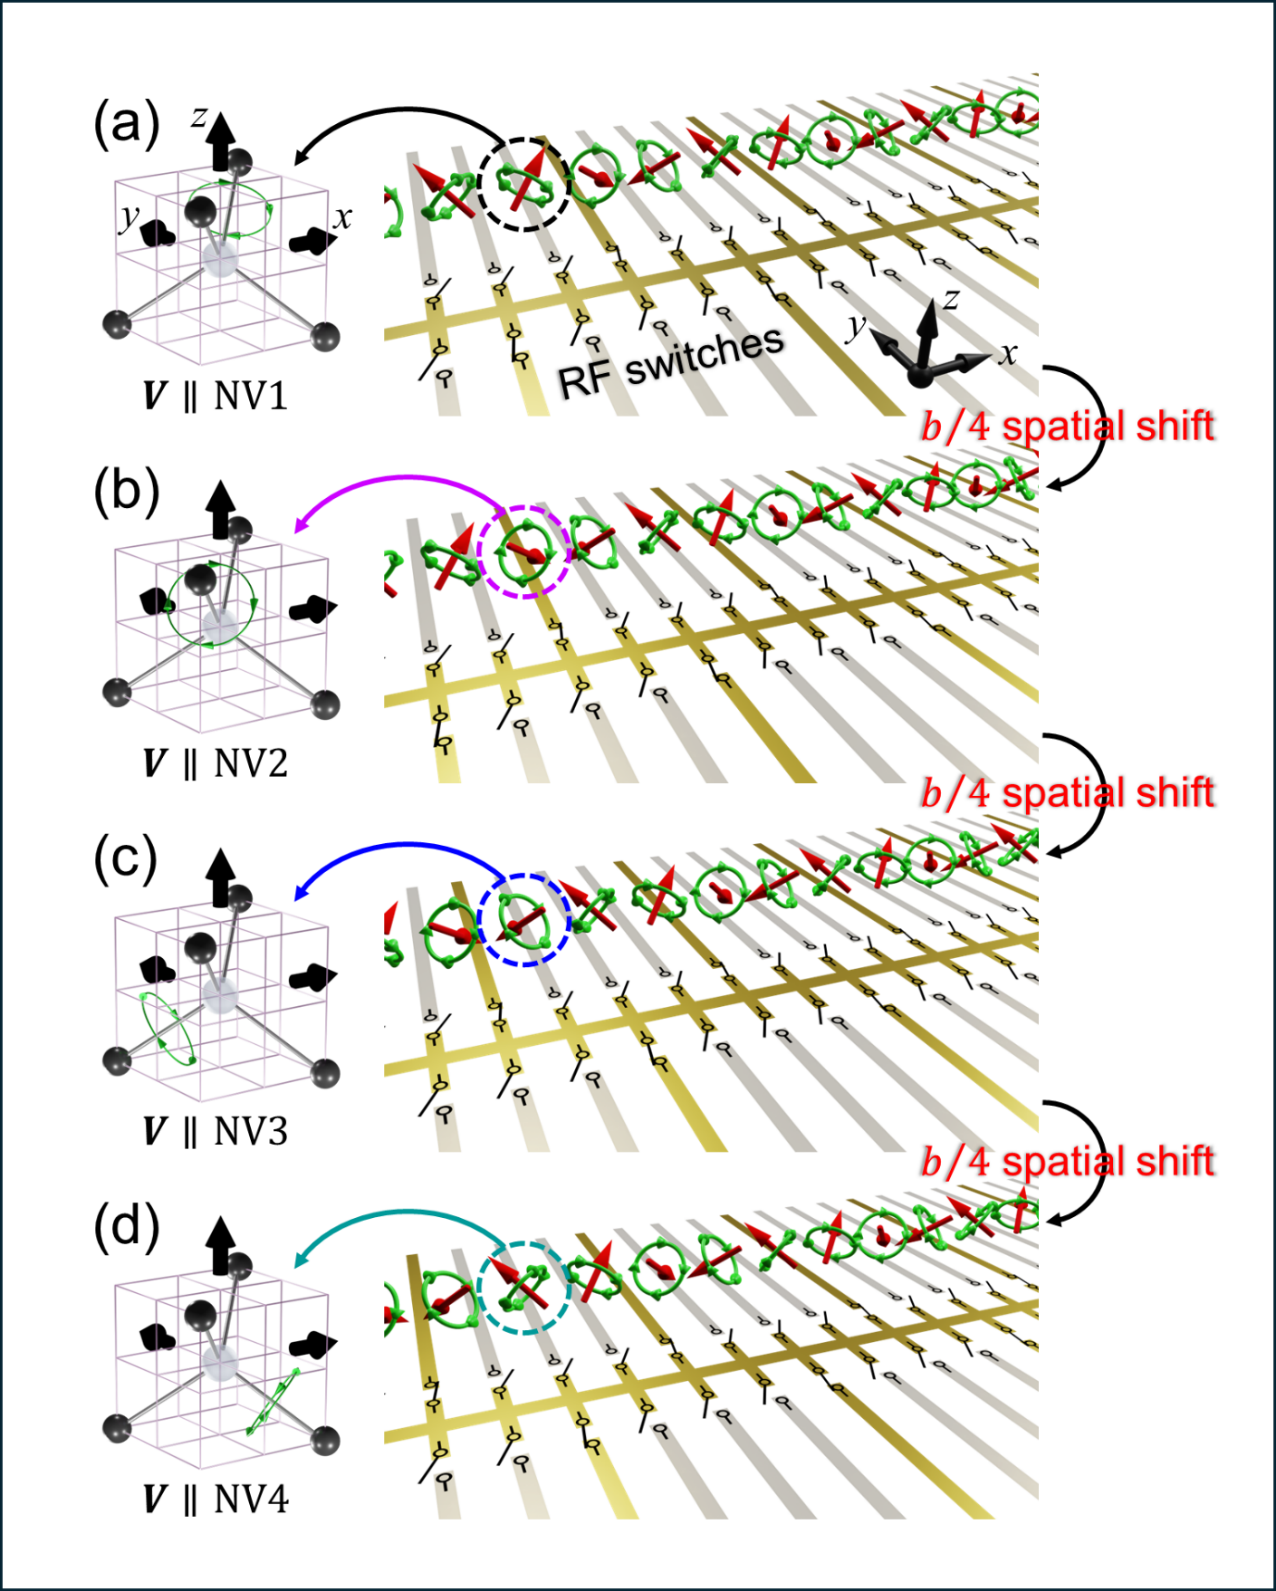 (a)
z
y
x
V ∥ NV1
RF switches
z
y
x
b/4 spatial shift
(b)
V ∥ NV2
b/4 spatial shift
(c)
V ∥ NV3
b/4 spatial shift
(d)
V ∥ NV4